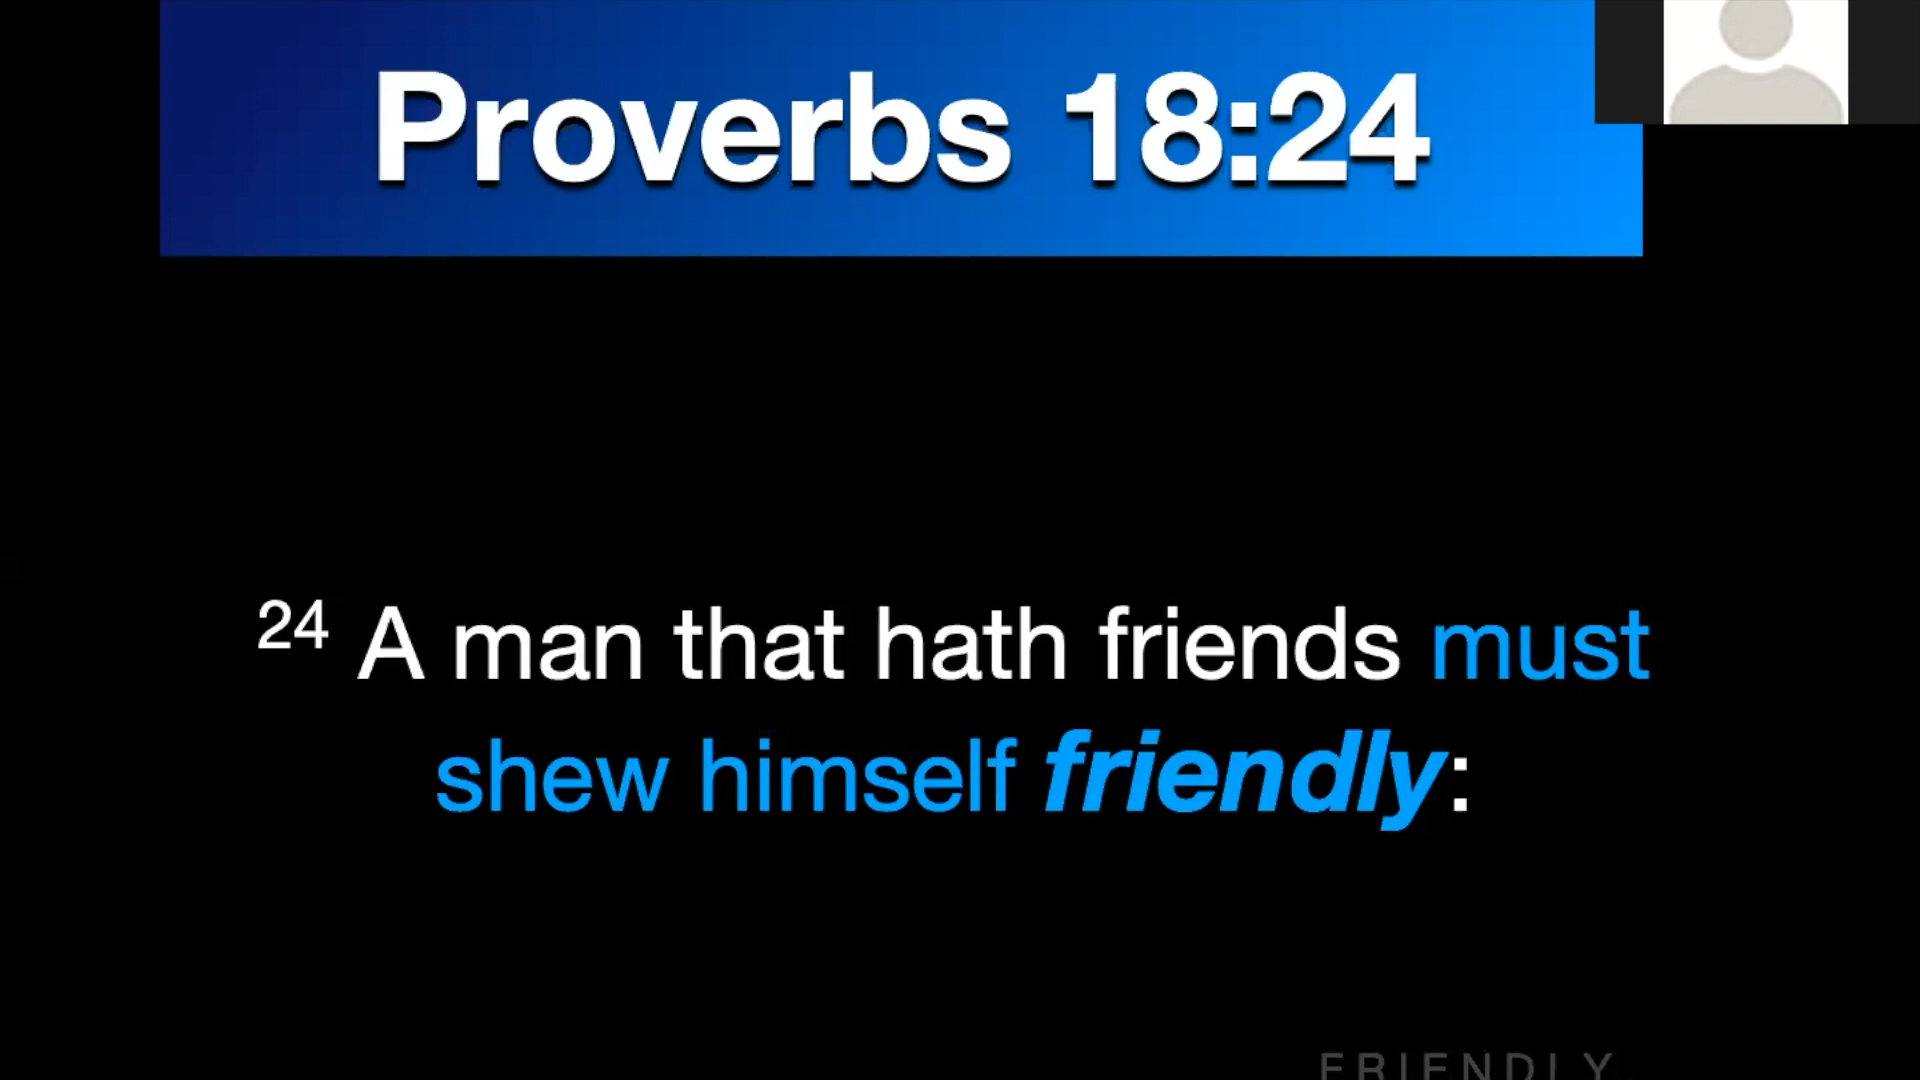 Proverbs 18:24
24 A man that hath friends must
shew himself friendly:
FRIENDLY